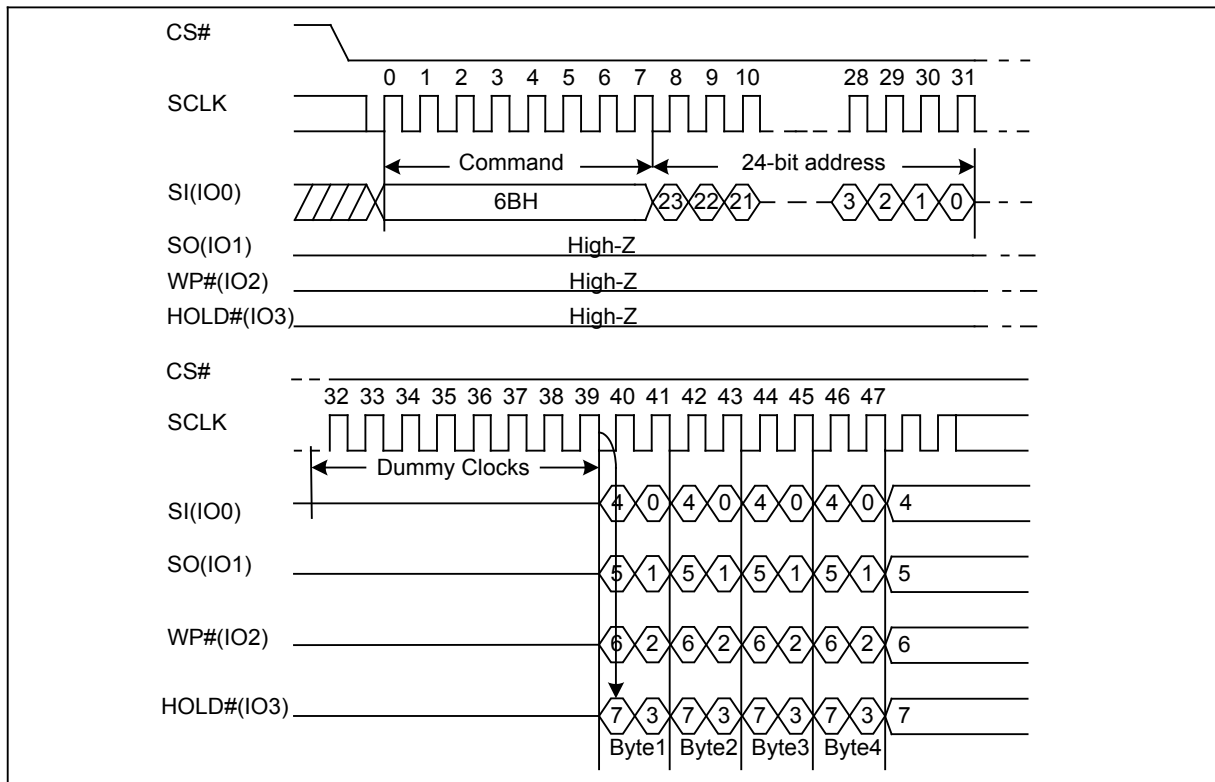 CS#
0 1 2 3 4 5 6 7 8 9 10 28 29 30 31
SCLK
Command 24-bit address
SI(IO0) 6BH 23 22 21 3 2 1 0
SO(IO1) High-Z
WP#(IO2) High-Z
HOLD#(IO3) High-Z
CS#
32 33 34 35 36 37 38 39 40 41 42 43 44 45 46 47
SCLK
Dummy Clocks
SI(IO0) 4 0 4 0 4 0 4 0 4
SO(IO1) 5 1 5 1 5 1 5 1 5
WP#(IO2) 6 2 6 2 6 2 6 2 6
HOLD#(IO3) 7 3 7 3 7 3 7 3 7
Byte1 Byte2 Byte3 Byte4